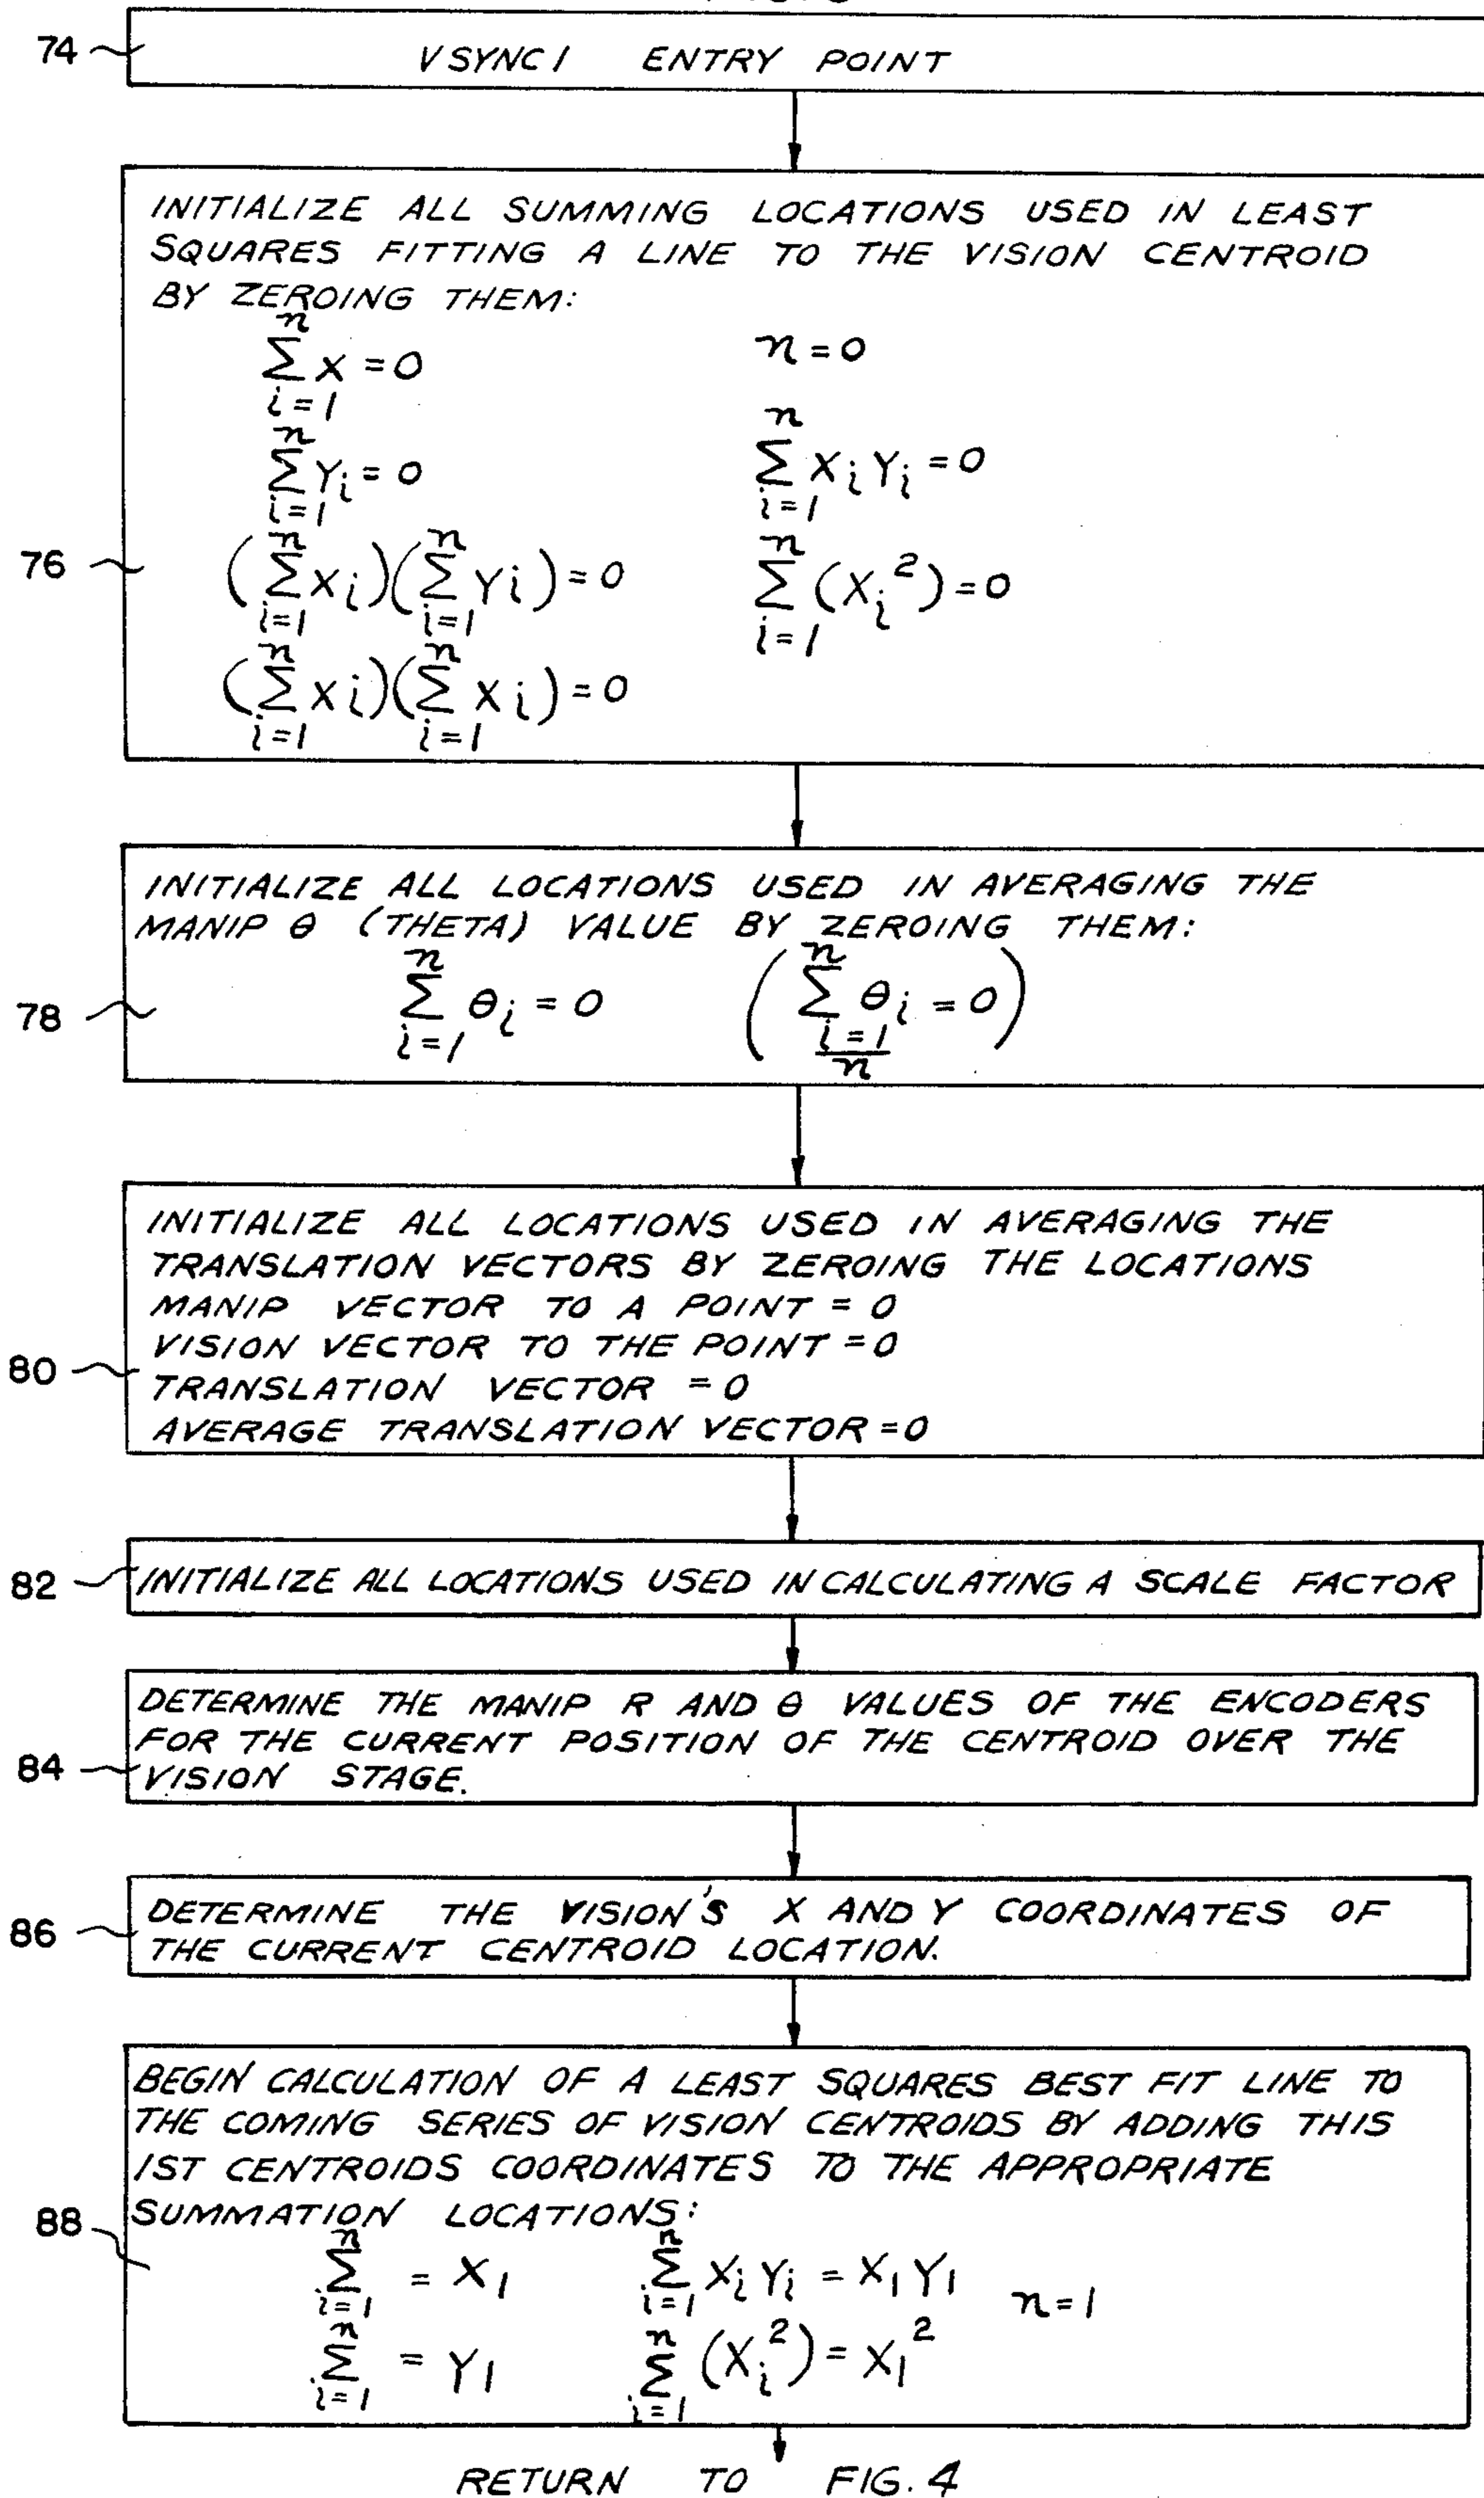 74
VSYNC1 ENTRY POINT
INITIALIZE ALL SUMMING LOCATIONS USED IN LEAST
SQUARES FITTING A LINE TO THE VISION CENTROID
BY ZEROING THEM:
n
Σ X = 0
i=1
n = 0
n
Σ Yi = 0
i=1
n
Σ Xi Yi = 0
i=1
76
n n
(Σ Xi)(Σ Yi) = 0
i=1 i=1
n
Σ (Xi²) = 0
i=1
n n
(Σ Xi)(Σ Xi) = 0
i=1 i=1
INITIALIZE ALL LOCATIONS USED IN AVERAGING THE
MANIP θ (THETA) VALUE BY ZEROING THEM:
78
n
Σ θi = 0
i=1
n
(Σ θi = 0)
i=1
n
INITIALIZE ALL LOCATIONS USED IN AVERAGING THE
TRANSLATION VECTORS BY ZEROING THE LOCATIONS
MANIP VECTOR TO A POINT = 0
VISION VECTOR TO THE POINT = 0
80
TRANSLATION VECTOR = 0
AVERAGE TRANSLATION VECTOR = 0
82
INITIALIZE ALL LOCATIONS USED IN CALCULATING A SCALE FACTOR
DETERMINE THE MANIP R AND θ VALUES OF THE ENCODERS
FOR THE CURRENT POSITION OF THE CENTROID OVER THE
84
VISION STAGE.
DETERMINE THE VISION'S X AND Y COORDINATES OF
86
THE CURRENT CENTROID LOCATION.
BEGIN CALCULATION OF A LEAST SQUARES BEST FIT LINE TO
THE COMING SERIES OF VISION CENTROIDS BY ADDING THIS
1ST CENTROIDS COORDINATES TO THE APPROPRIATE
SUMMATION LOCATIONS:
88
n
Σ = X1
i=1
n
Σ Xi Yi = X1 Y1
i=1
n = 1
n
Σ = Y1
i=1
n
Σ (Xi²) = X1²
i=1
RETURN TO FIG. 4